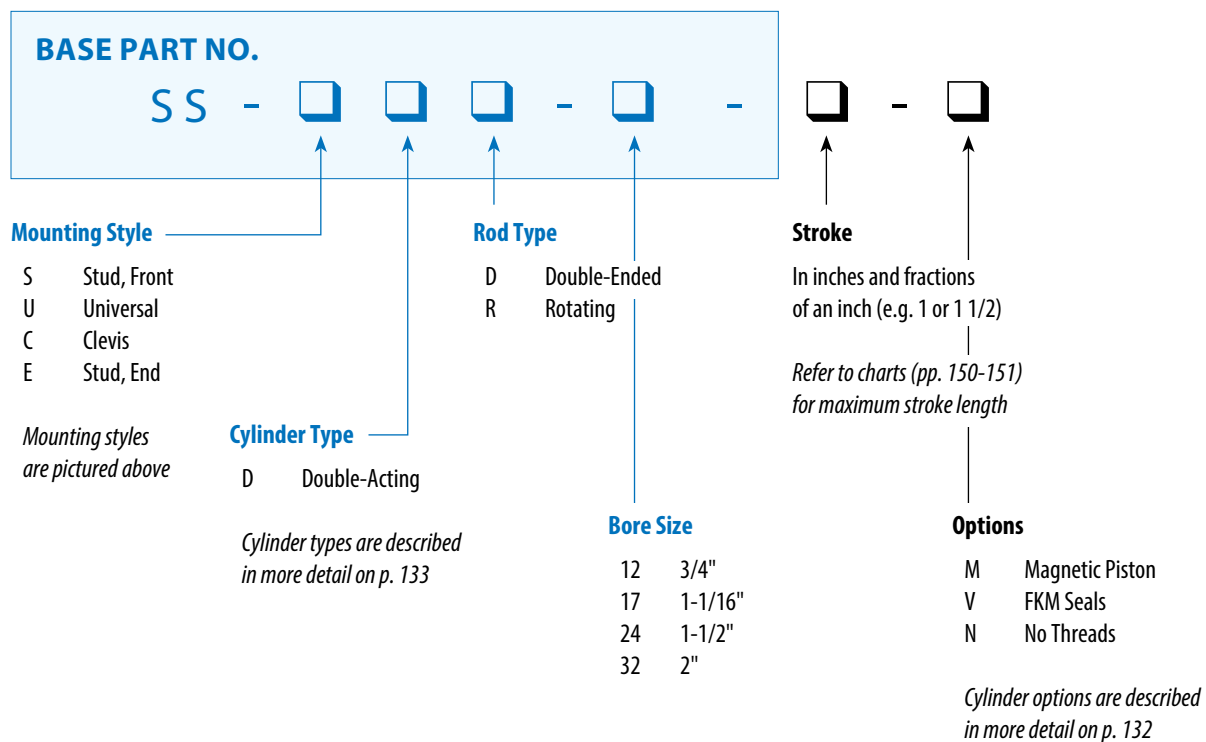 BASE PART NO.
SS - ❑ ❑ ❑ - ❑ - ❑ - ❑
Mounting Style
S Stud, Front
U Universal
C Clevis
E Stud, End
Mounting styles
are pictured above
Cylinder Type
D Double-Acting
Cylinder types are described
in more detail on p. 133
Rod Type
D Double-Ended
R Rotating
Bore Size
12 3/4"
17 1-1/16"
24 1-1/2"
32 2"
Stroke
In inches and fractions
of an inch (e.g. 1 or 1 1/2)
Refer to charts (pp. 150-151)
for maximum stroke length
Options
M Magnetic Piston
V FKM Seals
N No Threads
Cylinder options are described
in more detail on p. 132